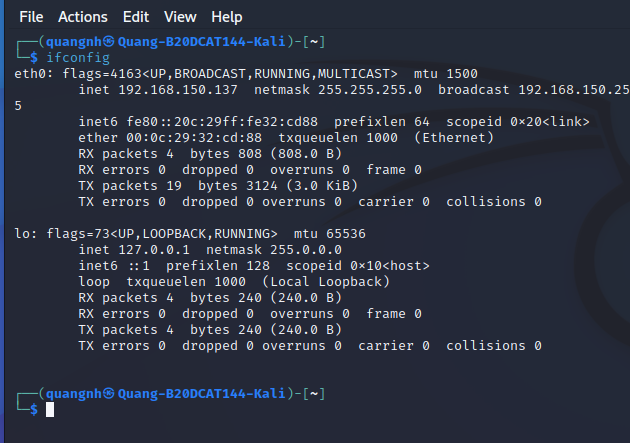 File Actions Edit View Help
┌──(quangnh㉿Quang-B20DCAT144-Kali)-[~]
└─$ ifconfig
eth0: flags=4163<UP,BROADCAST,RUNNING,MULTICAST>  mtu 1500
        inet 192.168.150.137  netmask 255.255.255.0  broadcast 192.168.150.25
5
        inet6 fe80::20c:29ff:fe32:cd88  prefixlen 64  scopeid 0×20<link>
        ether 00:0c:29:32:cd:88  txqueuelen 1000  (Ethernet)
        RX packets 4  bytes 808 (808.0 B)
        RX errors 0  dropped 0  overruns 0  frame 0
        TX packets 19  bytes 3124 (3.0 KiB)
        TX errors 0  dropped 0 overruns 0  carrier 0  collisions 0
lo: flags=73<UP,LOOPBACK,RUNNING>  mtu 65536
        inet 127.0.0.1  netmask 255.0.0.0
        inet6 ::1  prefixlen 128  scopeid 0×10<host>
        loop  txqueuelen 1000  (Local Loopback)
        RX packets 4  bytes 240 (240.0 B)
        RX errors 0  dropped 0  overruns 0  frame 0
        TX packets 4  bytes 240 (240.0 B)
        TX errors 0  dropped 0 overruns 0  carrier 0  collisions 0
┌──(quangnh㉿Quang-B20DCAT144-Kali)-[~]
└─$